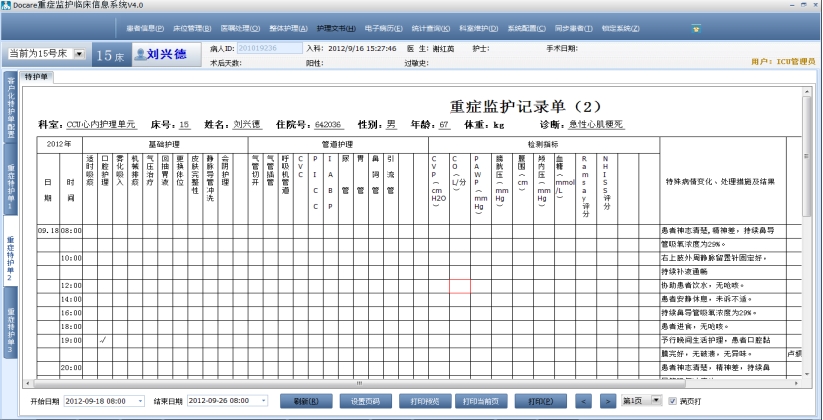 Docare重症监护临床信息系统V4.0
患者信息(P) 床位管理(B) 医嘱处理(O) 整体护理(A) 护理文书(H) 电子病历(E) 统计查询(K) 科室维护(D) 系统配置(C) 同步患者(T) 锁定系统(Z)
当前为15号床 15床 刘兴德
病人ID: 201019236 入科: 2012/9/16 15:27:46 医 生: 谢红英 护士: 手术日期:
术后天数: 阳性: 过敏史:
用户: ICU管理员
特护单
客户化特护单配置
重症特护单1
重症特护单2
重症特护单3
重症监护记录单（2）
科室: CCU心内护理单元 床号: 15 姓名: 刘兴德 住院号: 642036 性别: 男 年龄: 67 体重: kg 诊断: 急性心肌梗死
2012年 基础护理 管道护理 检测指标
日期 时间 适时吸痰 口腔护理 雾化吸入 机械排痰 气压治疗 回抽胃液 更换体位 皮肤完整性 静脉导管冲洗 会阴护理 气管切开 气管插管 呼吸机管道 CVC PICC IABP 尿管 胃管 鼻饲管 引流管 CVP(cmH2O) CO(L/分) PAWP(mmHg) 膀胱压(mmHg) 腹围(cm) 颅内压(mmHg) 血糖(mmol/L) Ramsay评分 NHISS评分 特殊病情变化、处理措施及结果
09.18 08:00 患者神志清楚,精神差，持续鼻导
管吸氧浓度为29%。
10:00 右上肢外周静脉留置针固定好，
持续补液通畅
12:00 协助患者饮水，无呛咳。
14:00 患者安静休息，未诉不适。
16:00 持续鼻导管吸氧浓度为29%。
18:00 患者进食，无呛咳。
19:00 √ 予行晚间生活护理，患者口腔黏
膜完好，无破溃，无异味。
20:00 患者神志清楚，精神差，持续鼻
开始日期 2012-09-18 08:00 结束日期 2012-09-26 08:00 刷新(R) 设置页码 打印预览 打印当前页 打印(P) < > 第1页 满页打